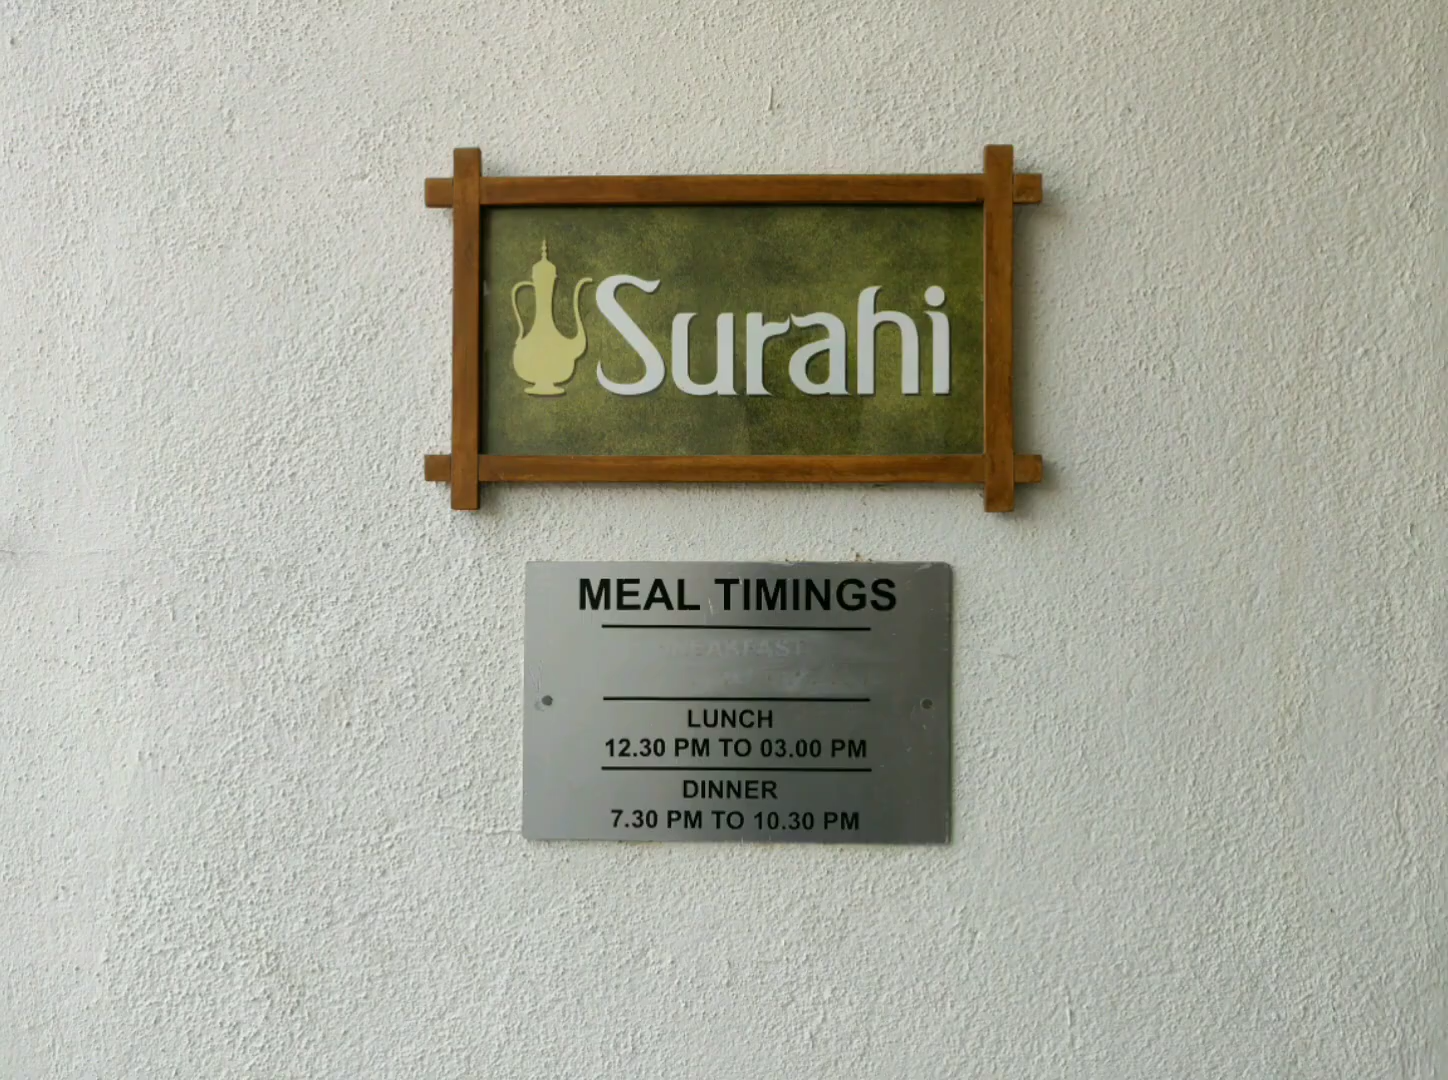 Surahi
MEAL TIMINGS
BREAKFAST
LUNCH
12.30 PM TO 03.00 PM
DINNER
7.30 PM TO 10.30 PM